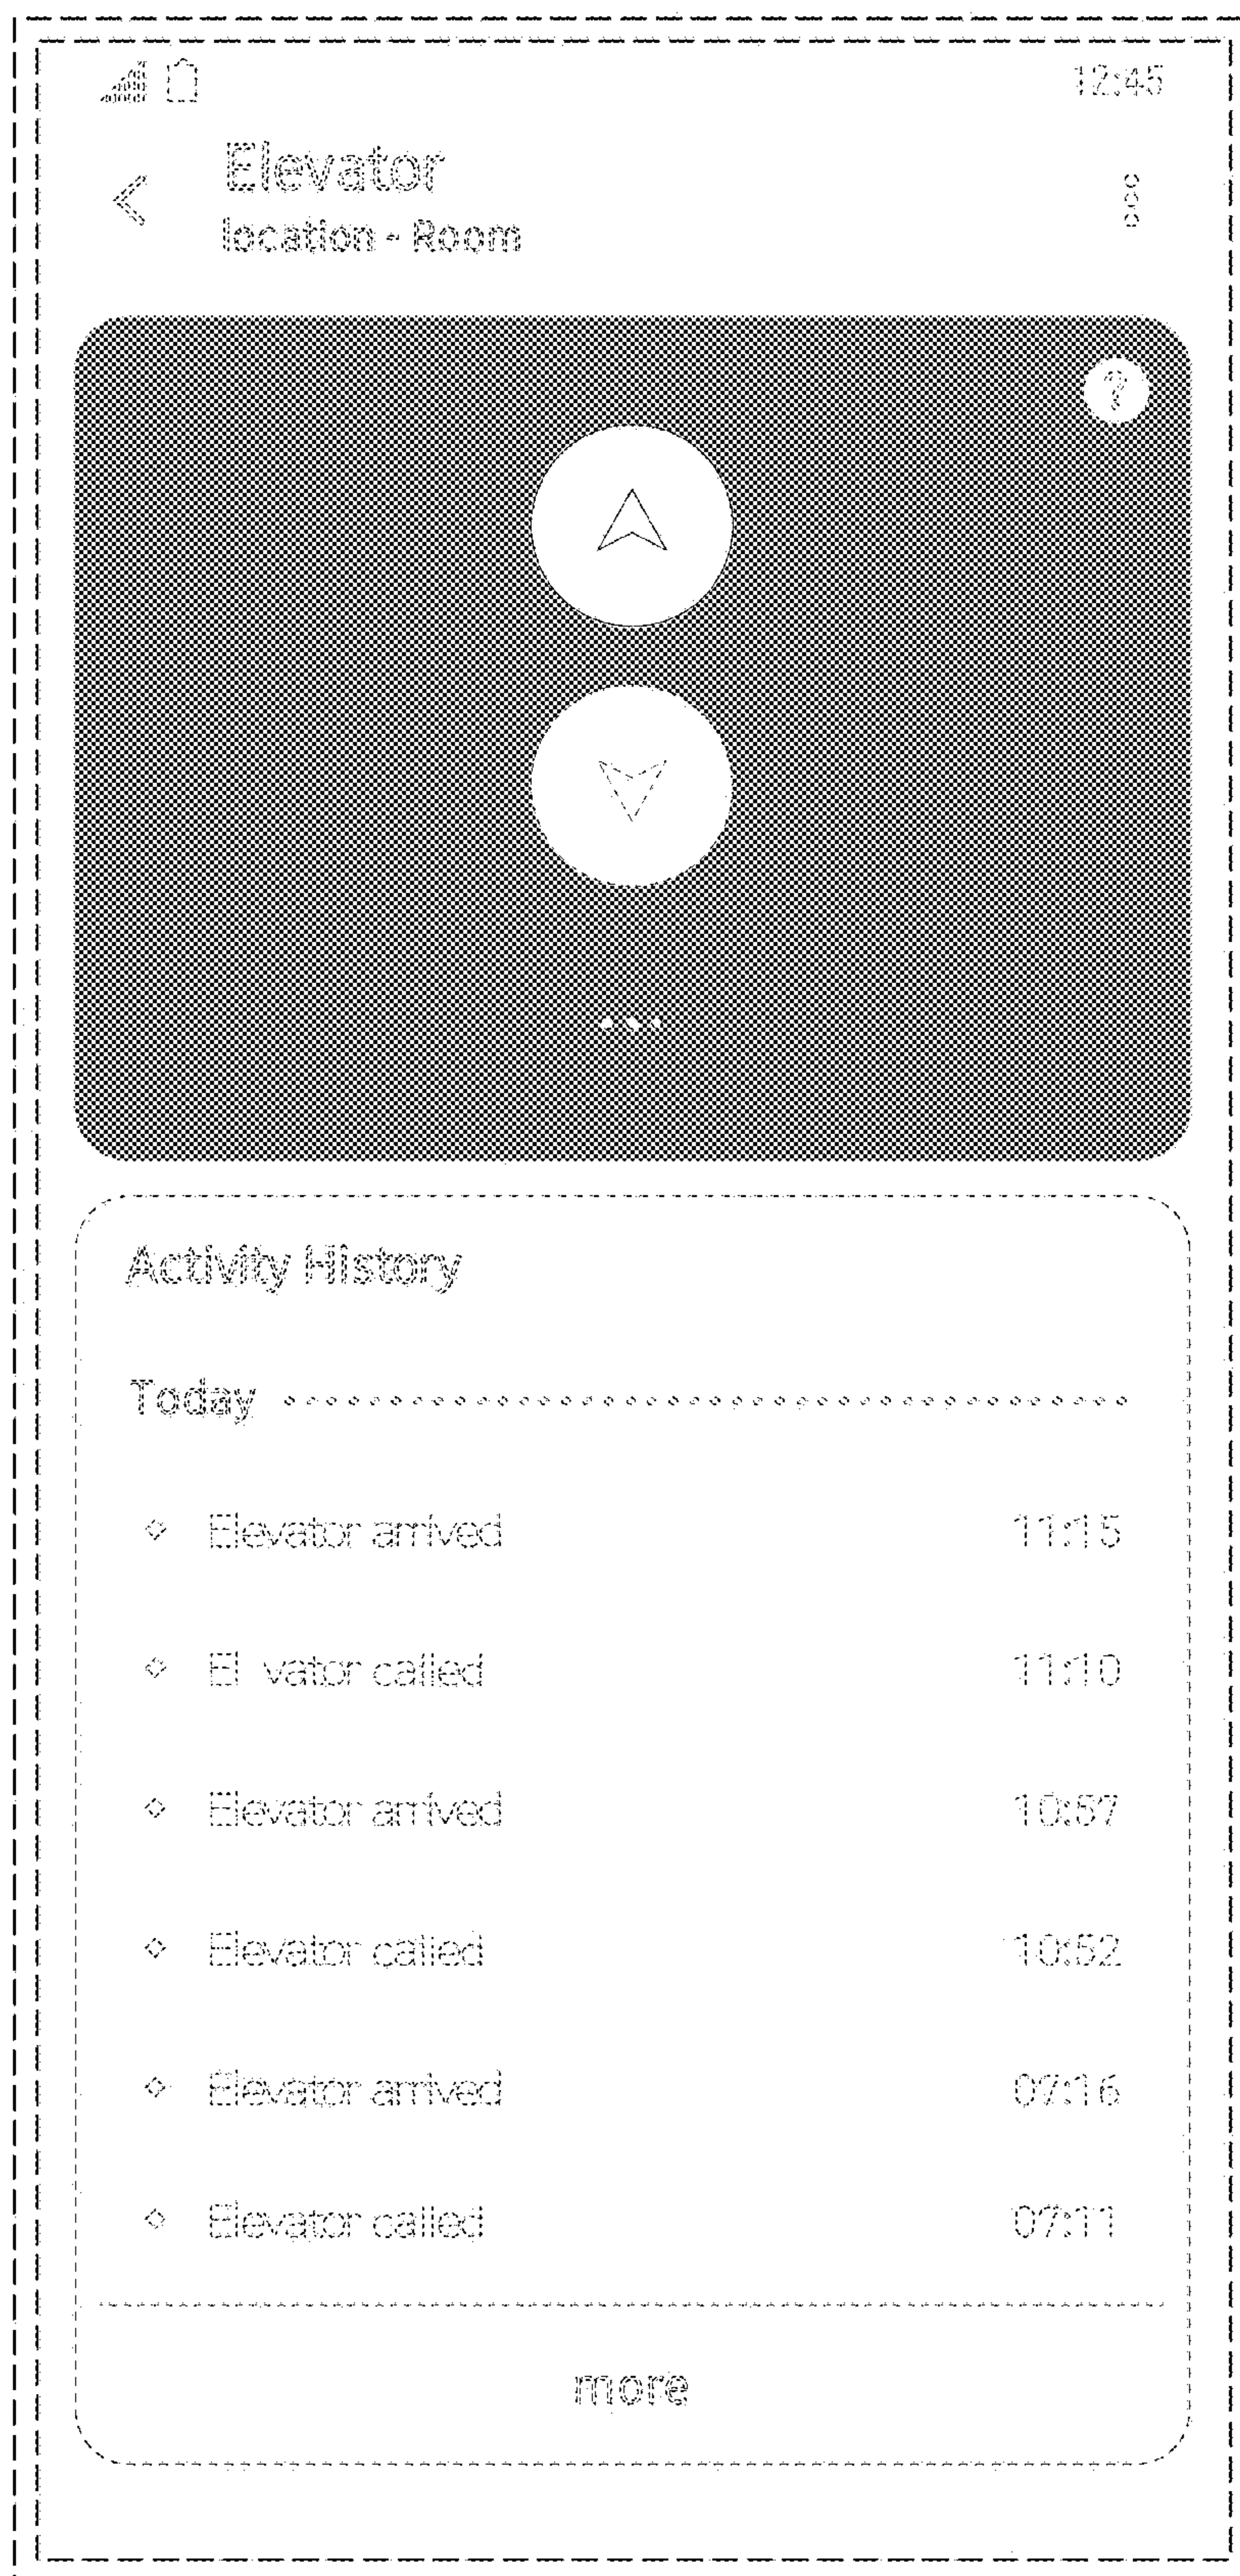 12:45
Elevator
location - Room
?
Activity History
Today
Elevator arrived 11:15
El vator called 11:10
Elevator arrived 10:57
Elevator called 10:52
Elevator arrived 07:16
Elevator called 07:11
more